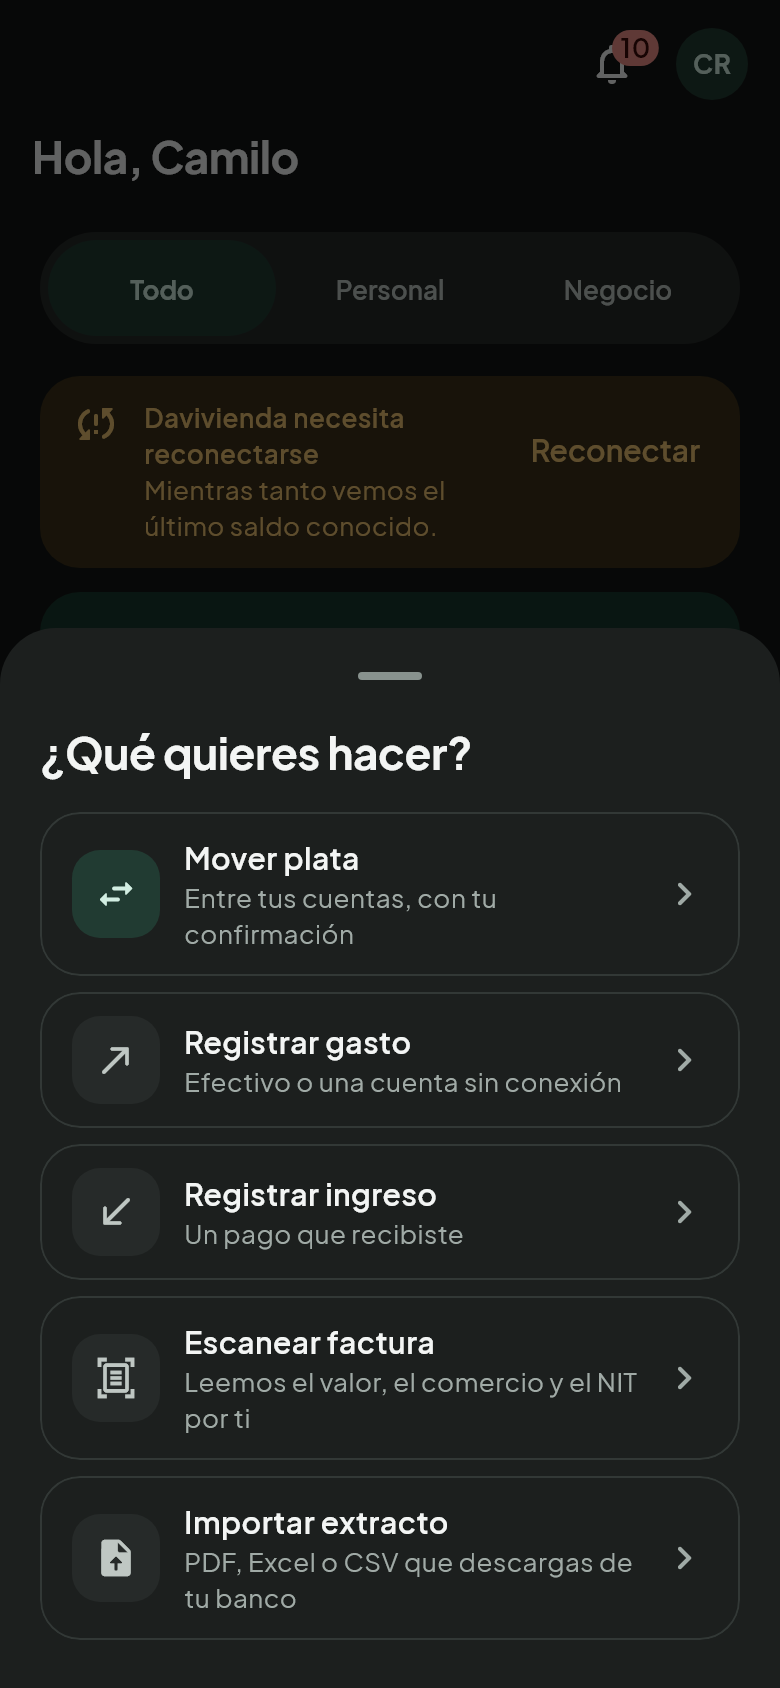 10
CR
Hola, Camilo
Todo
Personal
Negocio
Davivienda necesita
reconectarse
Mientras tanto vemos el
último saldo conocido.
Reconectar
¿Qué quieres hacer?
Mover plata
Entre tus cuentas, con tu
confirmación
Registrar gasto
Efectivo o una cuenta sin conexión
Registrar ingreso
Un pago que recibiste
Escanear factura
Leemos el valor, el comercio y el NIT
por ti
Importar extracto
PDF, Excel o CSV que descargas de
tu banco